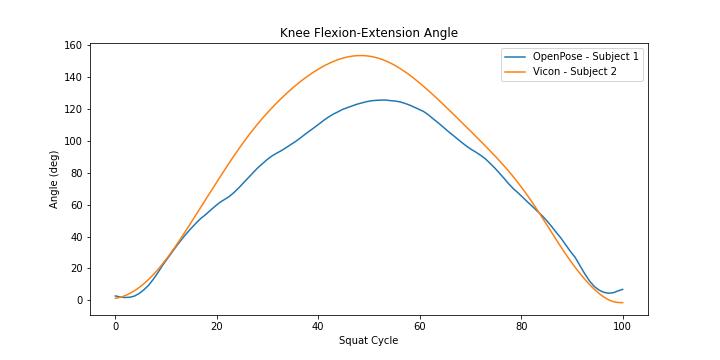 Knee Flexion-Extension Angle
OpenPose - Subject 1
Vicon - Subject 2
160
140
120
100
80
60
40
20
0
Angle (deg)
0 20 40 60 80 100
Squat Cycle